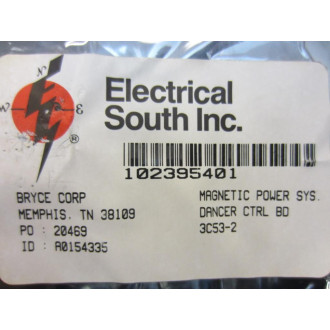 N
W
E
Electrical
South Inc.
102395401
BRYCE CORP
MEMPHIS, TN 38109
PO : 20469
ID : A0154335
MAGNETIC POWER SYS.
DANCER CTRL BD
3C53-2